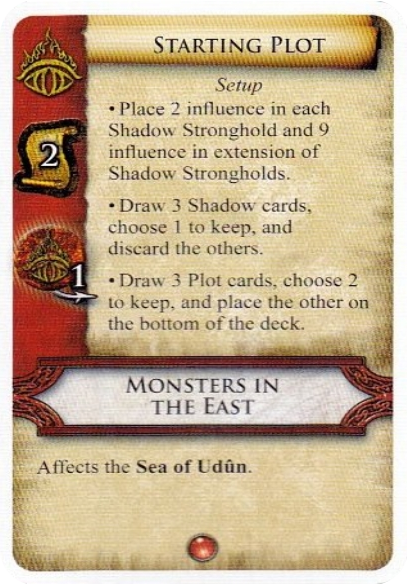 STARTING PLOT
Setup
• Place 2 influence in each
Shadow Stronghold and 9
influence in extension of
Shadow Strongholds.
2
• Draw 3 Shadow cards,
choose 1 to keep, and
discard the others.
1
• Draw 3 Plot cards, choose 2
to keep, and place the other on
the bottom of the deck.
MONSTERS IN
THE EAST
Affects the Sea of Udûn.